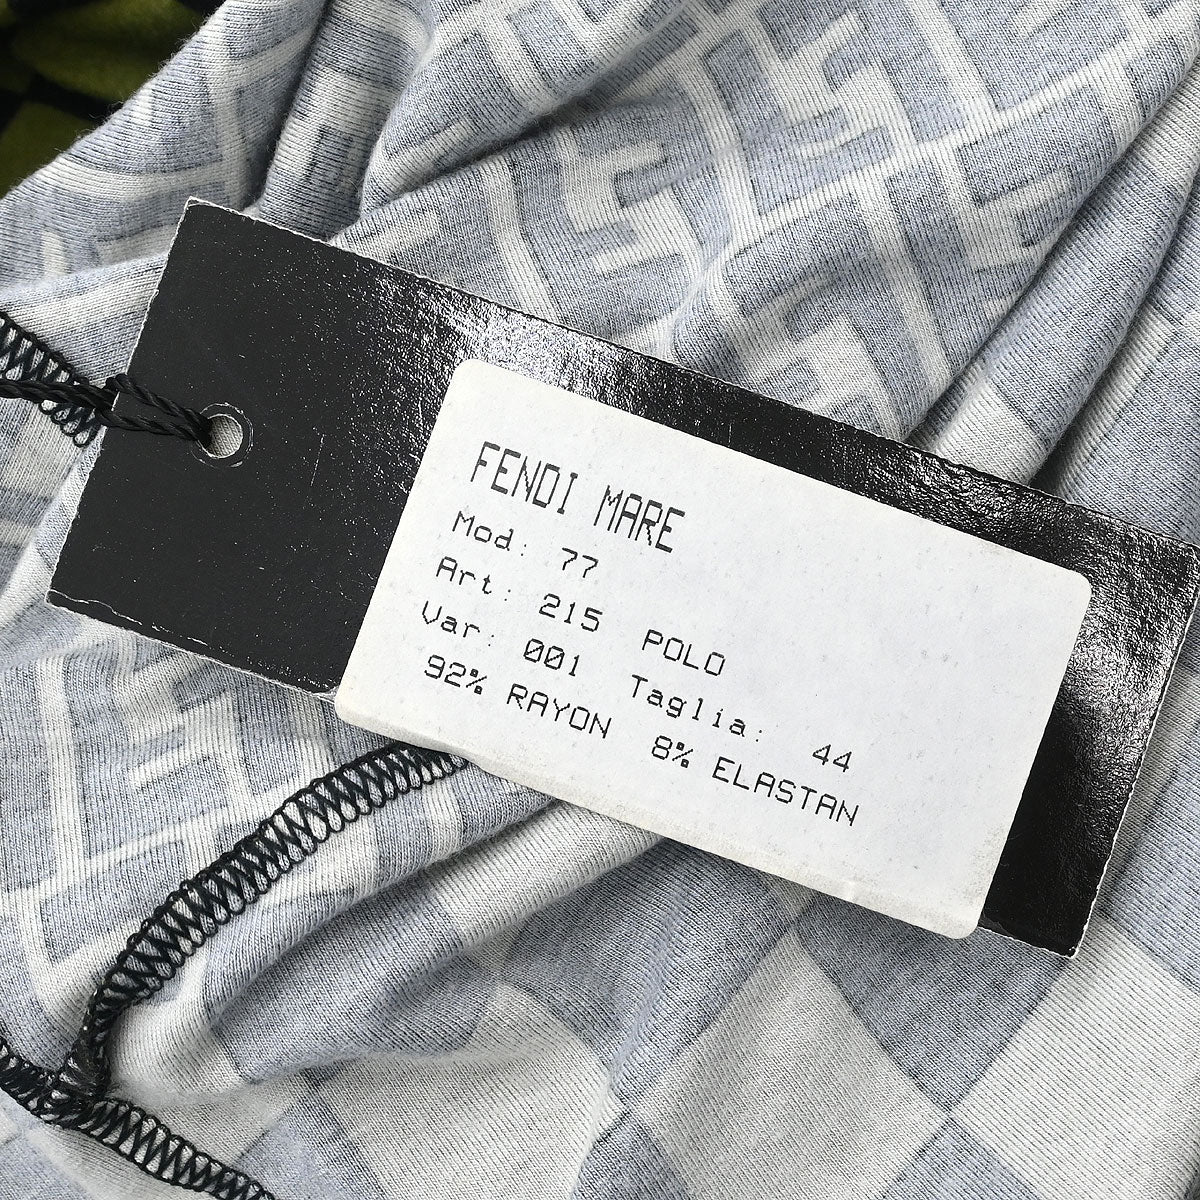 FENDI MARE
Mod: 77
Art: 215 POLO
Var: 001 Taglia: 44
92% RAYON 8% ELASTAN